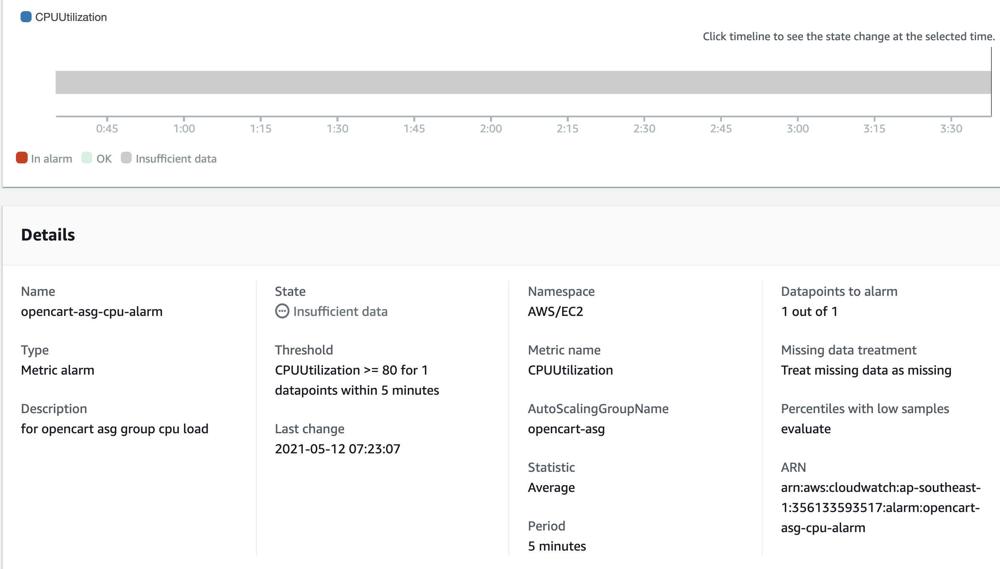 CPUUtilization
Click timeline to see the state change at the selected time.
0:45 1:00 1:15 1:30 1:45 2:00 2:15 2:30 2:45 3:00 3:15 3:30
In alarm OK Insufficient data
Details
Name
opencart-asg-cpu-alarm
Type
Metric alarm
Description
for opencart asg group cpu load
State
Insufficient data
Threshold
CPUUtilization >= 80 for 1
datapoints within 5 minutes
Last change
2021-05-12 07:23:07
Namespace
AWS/EC2
Metric name
CPUUtilization
AutoScalingGroupName
opencart-asg
Statistic
Average
Period
5 minutes
Datapoints to alarm
1 out of 1
Missing data treatment
Treat missing data as missing
Percentiles with low samples
evaluate
ARN
arn:aws:cloudwatch:ap-southeast-
1:356133593517:alarm:opencart-
asg-cpu-alarm